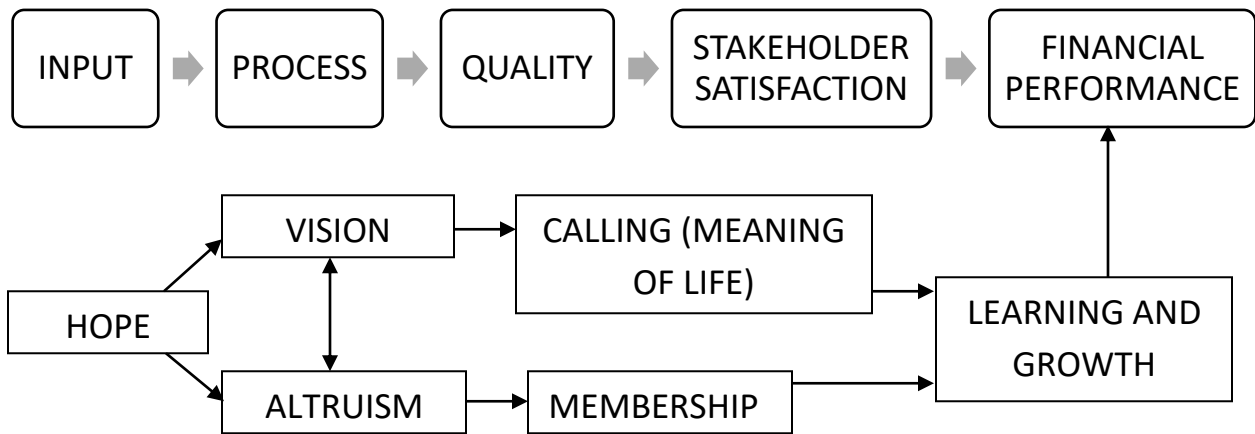 INPUT
PROCESS
QUALITY
STAKEHOLDER
SATISFACTION
FINANCIAL
PERFORMANCE
VISION
CALLING (MEANING
OF LIFE)
HOPE
LEARNING AND
GROWTH
ALTRUISM
MEMBERSHIP